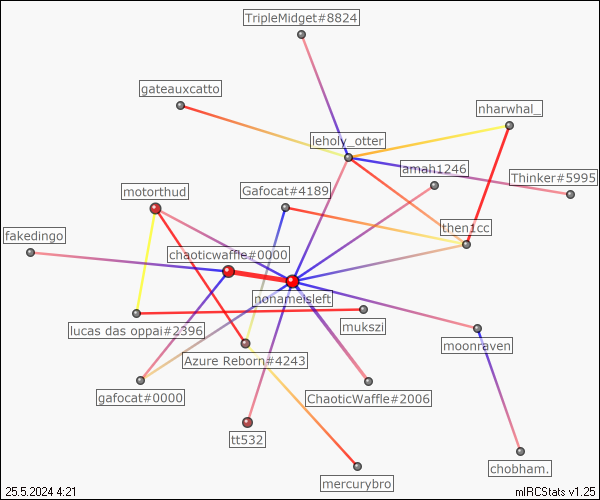 TripleMidget#8824
gateauxcatto
nharwhal_
leholy_otter
amah1246
Thinker#5995
motorthud
Gafocat#4189
fakedingo
then1cc
chaoticwaffle#0000
nonameisleft
lucas das oppai#2396
mukszi
moonraven
Azure Reborn#4243
gafocat#0000
ChaoticWaffle#2006
tt532
chobham.
mercurybro
25.5.2024 4:21
mIRCStats v1.25